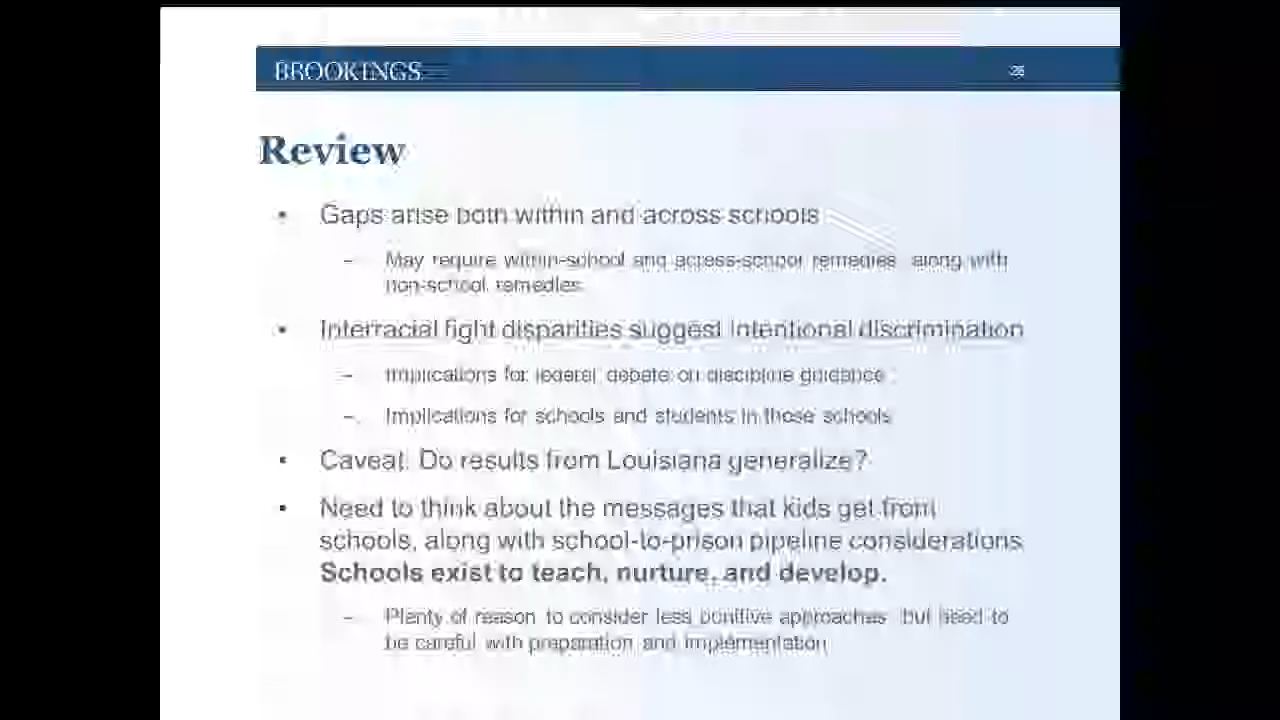 BROOKINGS
Review
• Gaps arise both within and across schools
– May require within-school and across-school remedies, along with
non-school remedies
• Interracial fight disparities suggest intentional discrimination
– Implications for federal debate on discipline guidance
– Implications for schools and students in those schools
• Caveat: Do results from Louisiana generalize?
• Need to think about the messages that kids get from
schools, along with school-to-prison pipeline considerations.
Schools exist to teach, nurture, and develop.
– Plenty of reason to consider less punitive approaches, but need to
be careful with preparation and implementation